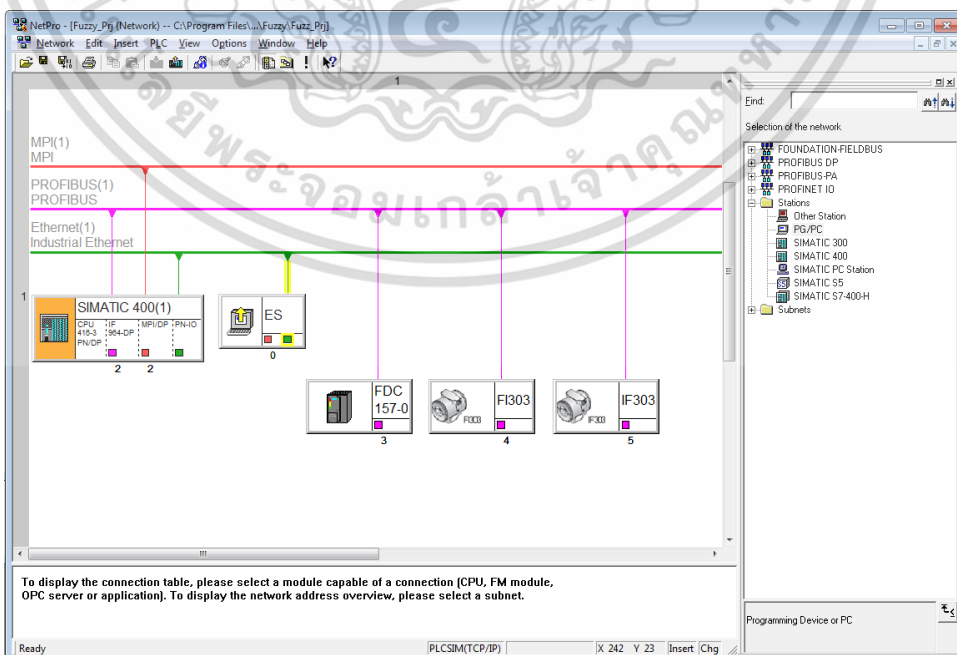 NetPro - [Fuzzy_Prj (Network) -- C:\Program Files\...\Fuzzy\Fuzz_Prj]
Network Edit Insert PLC View Options Window Help
1
MPI(1)
MPI
PROFIBUS(1)
PROFIBUS
Ethernet(1)
Industrial Ethernet
1
SIMATIC 400(1)
CPU 416-3 PN/DP
IF 964-DP
MPI/DP
PN-IO
2 2
ES
0
FDC 157-0
3
FI303
FI303
4
IF303
IF303
5
Find:
Selection of the network
FOUNDATION-FIELDBUS
PROFIBUS DP
PROFIBUS-PA
PROFINET IO
Stations
Other Station
PG/PC
SIMATIC 300
SIMATIC 400
SIMATIC PC Station
SIMATIC S5
SIMATIC S7-400-H
Subnets
To display the connection table, please select a module capable of a connection (CPU, FM module,
OPC server or application). To display the network address overview, please select a subnet.
Programming Device or PC
Ready PLCSIM(TCP/IP) X 242 Y 23 Insert Chg